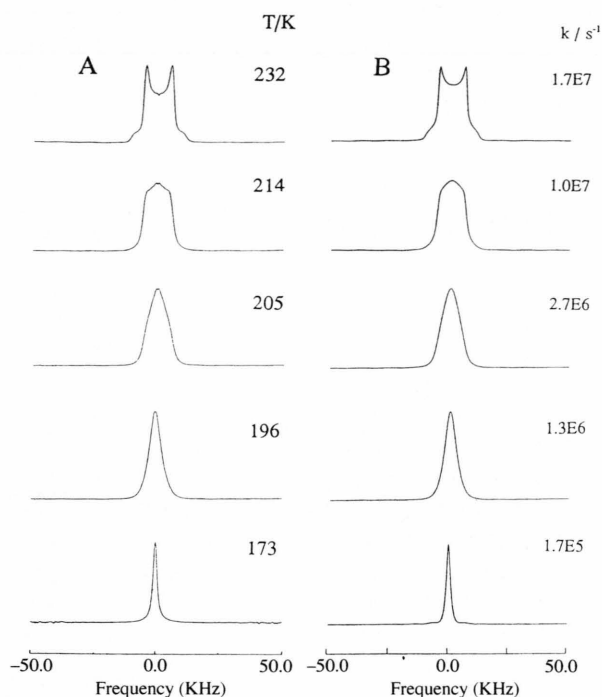 T/K
k / s⁻¹
A
232
B
1.7E7
214
1.0E7
205
2.7E6
196
1.3E6
173
1.7E5
−50.0 0.0 50.0 −50.0 0.0 50.0
Frequency (KHz) Frequency (KHz)